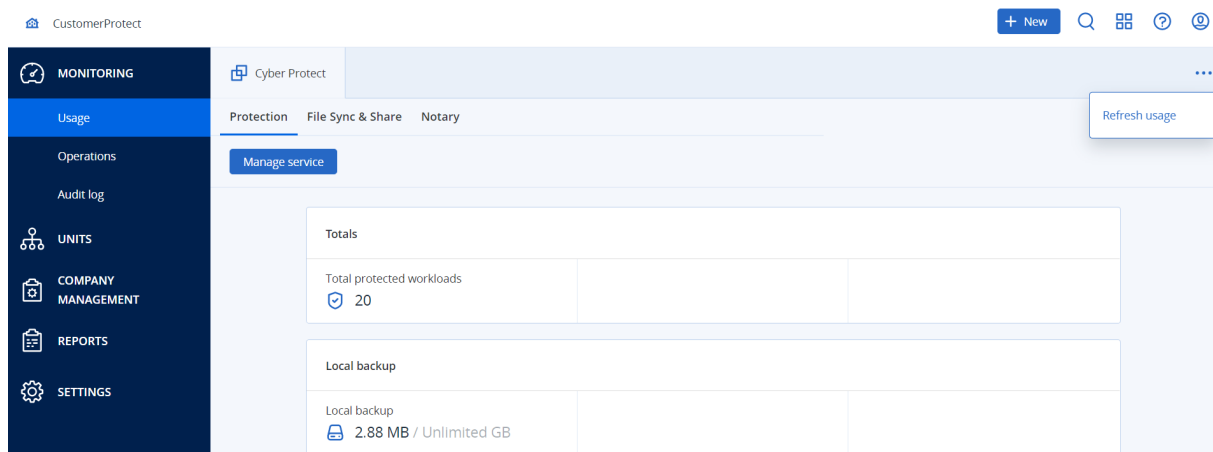 CustomerProtect
+ New
MONITORING
Cyber Protect
Usage
Protection File Sync & Share Notary
Refresh usage
Operations
Manage service
Audit log
UNITS
Totals
COMPANY
MANAGEMENT
Total protected workloads
20
REPORTS
Local backup
SETTINGS
Local backup
2.88 MB / Unlimited GB